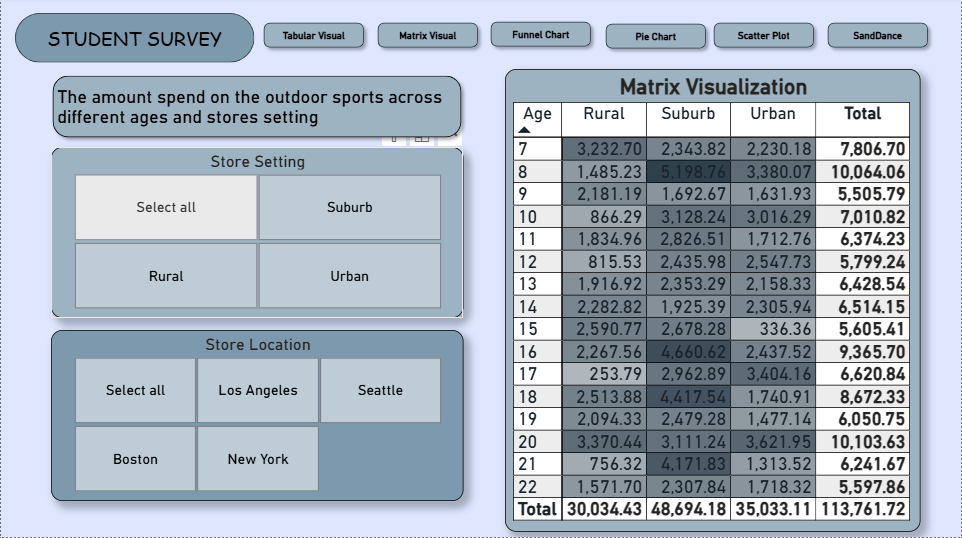 STUDENT SURVEY
Tabular Visual
Matrix Visual
Funnel Chart
Pie Chart
Scatter Plot
SandDance
The amount spend on the outdoor sports across
different ages and stores setting
Store Setting
Select all
Suburb
Rural
Urban
Store Location
Select all
Los Angeles
Seattle
Boston
New York
Matrix Visualization
Age Rural Suburb Urban Total
7 3,232.70 2,343.82 2,230.18 7,806.70
8 1,485.23 5,198.76 3,380.07 10,064.06
9 2,181.19 1,692.67 1,631.93 5,505.79
10 866.29 3,128.24 3,016.29 7,010.82
11 1,834.96 2,826.51 1,712.76 6,374.23
12 815.53 2,435.98 2,547.73 5,799.24
13 1,916.92 2,353.29 2,158.33 6,428.54
14 2,282.82 1,925.39 2,305.94 6,514.15
15 2,590.77 2,678.28 336.36 5,605.41
16 2,267.56 4,660.62 2,437.52 9,365.70
17 253.79 2,962.89 3,404.16 6,620.84
18 2,513.88 4,417.54 1,740.91 8,672.33
19 2,094.33 2,479.28 1,477.14 6,050.75
20 3,370.44 3,111.24 3,621.95 10,103.63
21 756.32 4,171.83 1,313.52 6,241.67
22 1,571.70 2,307.84 1,718.32 5,597.86
Total 30,034.43 48,694.18 35,033.11 113,761.72